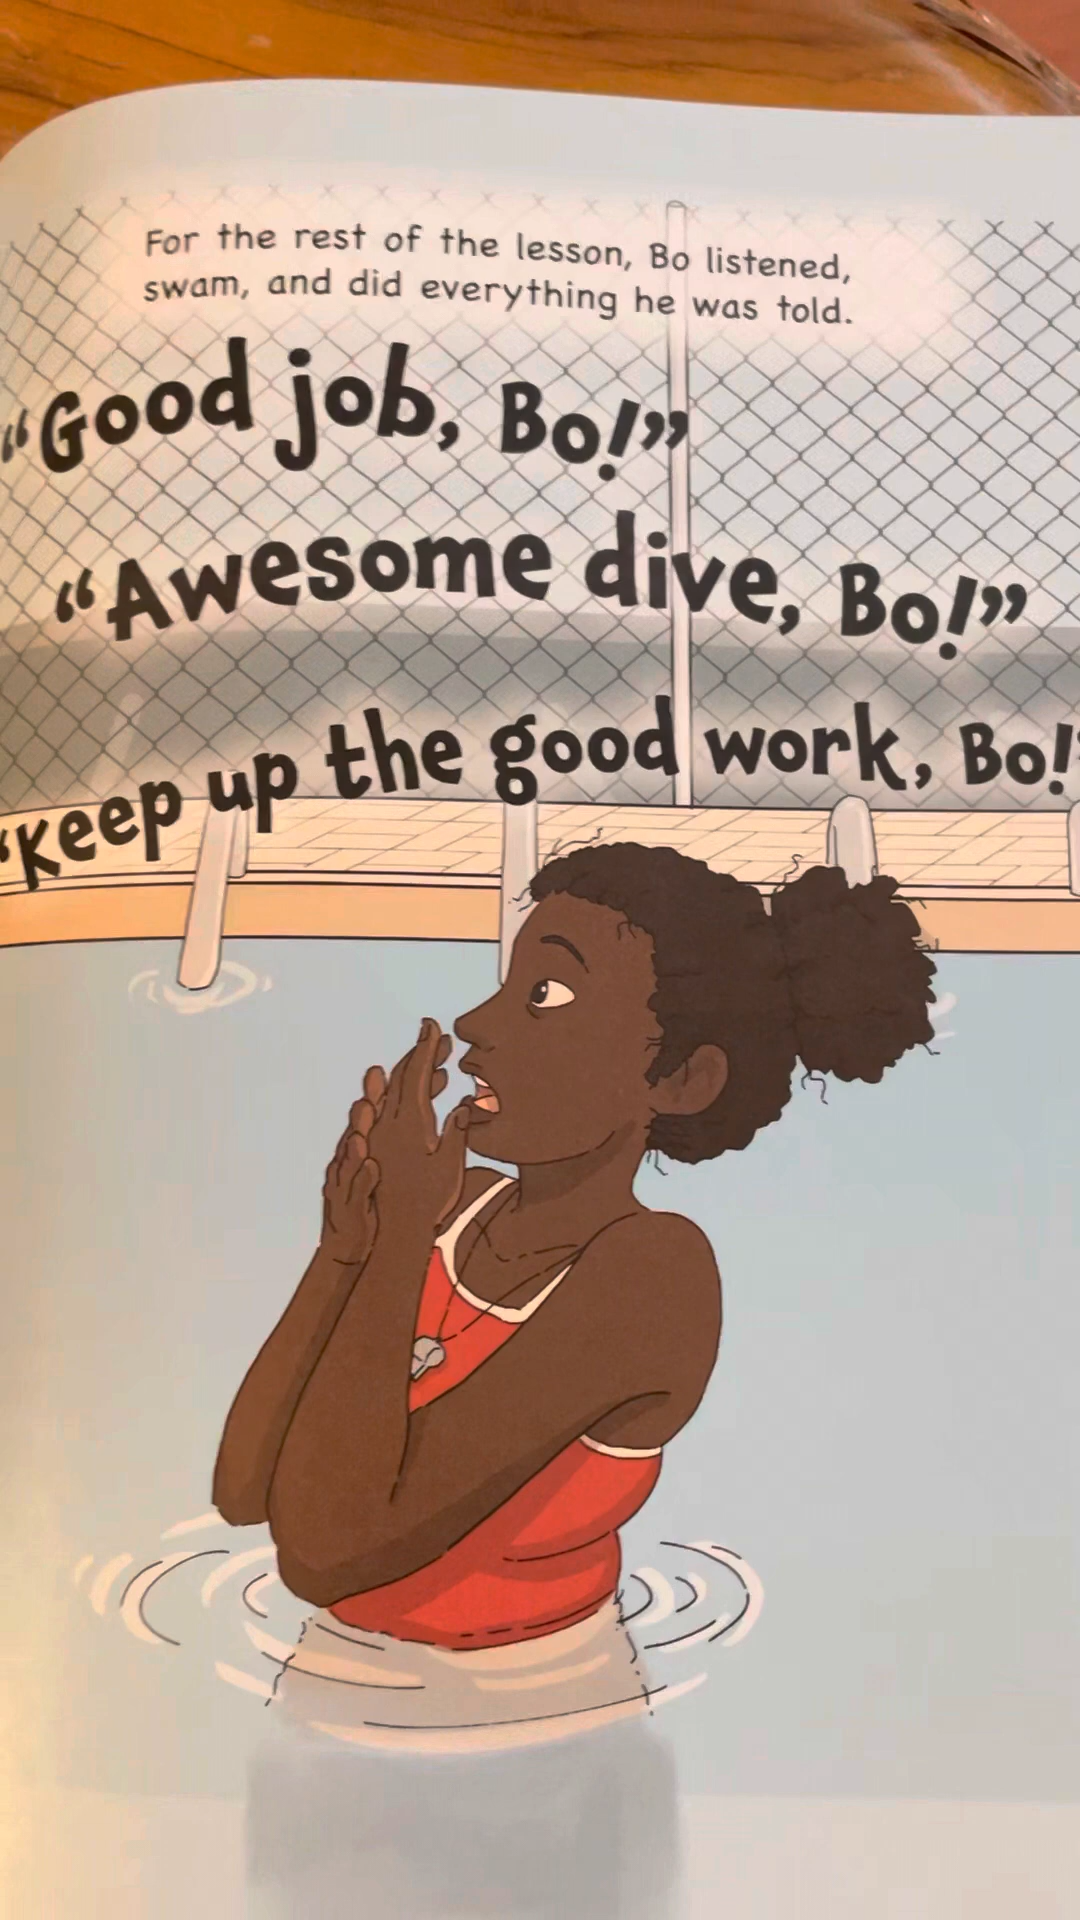 For the rest of the lesson, Bo listened,
swam, and did everything he was told.
“Good job, Bo!”
“Awesome dive, Bo!”
“Keep up the good work, Bo!”